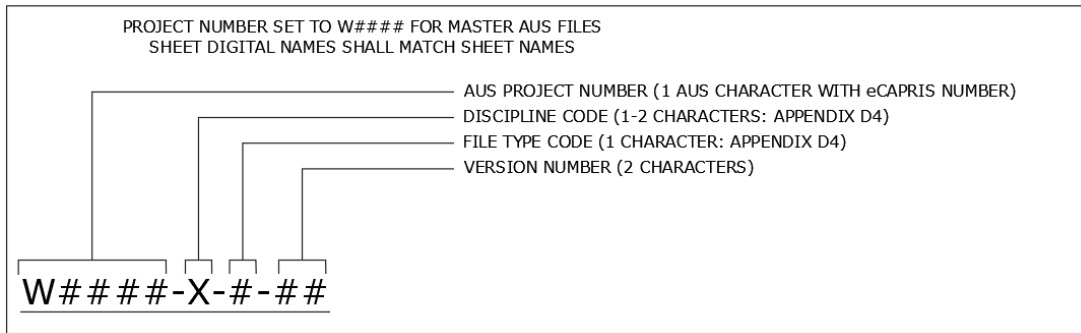 PROJECT NUMBER SET TO W#### FOR MASTER AUS FILES
SHEET DIGITAL NAMES SHALL MATCH SHEET NAMES
AUS PROJECT NUMBER (1 AUS CHARACTER WITH eCAPRIS NUMBER)
DISCIPLINE CODE (1-2 CHARACTERS: APPENDIX D4)
FILE TYPE CODE (1 CHARACTER: APPENDIX D4)
VERSION NUMBER (2 CHARACTERS)
W####-X-#-##